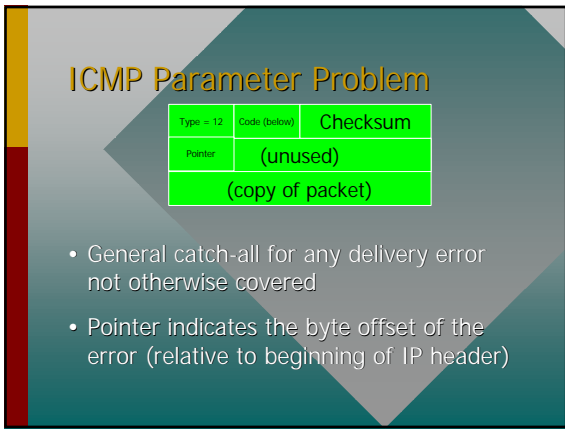 ICMP Parameter Problem
Type = 12 Code (below) Checksum
Pointer (unused)
(copy of packet)
• General catch-all for any delivery error
not otherwise covered
• Pointer indicates the byte offset of the
error (relative to beginning of IP header)